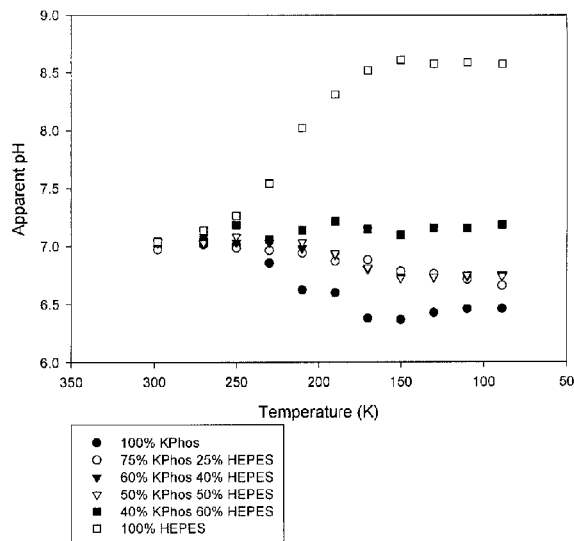 9.0
8.5
8.0
7.5
7.0
6.5
6.0
Apparent pH
350
300
250
200
150
100
50
Temperature (K)
100% KPhos
75% KPhos 25% HEPES
60% KPhos 40% HEPES
50% KPhos 50% HEPES
40% KPhos 60% HEPES
100% HEPES